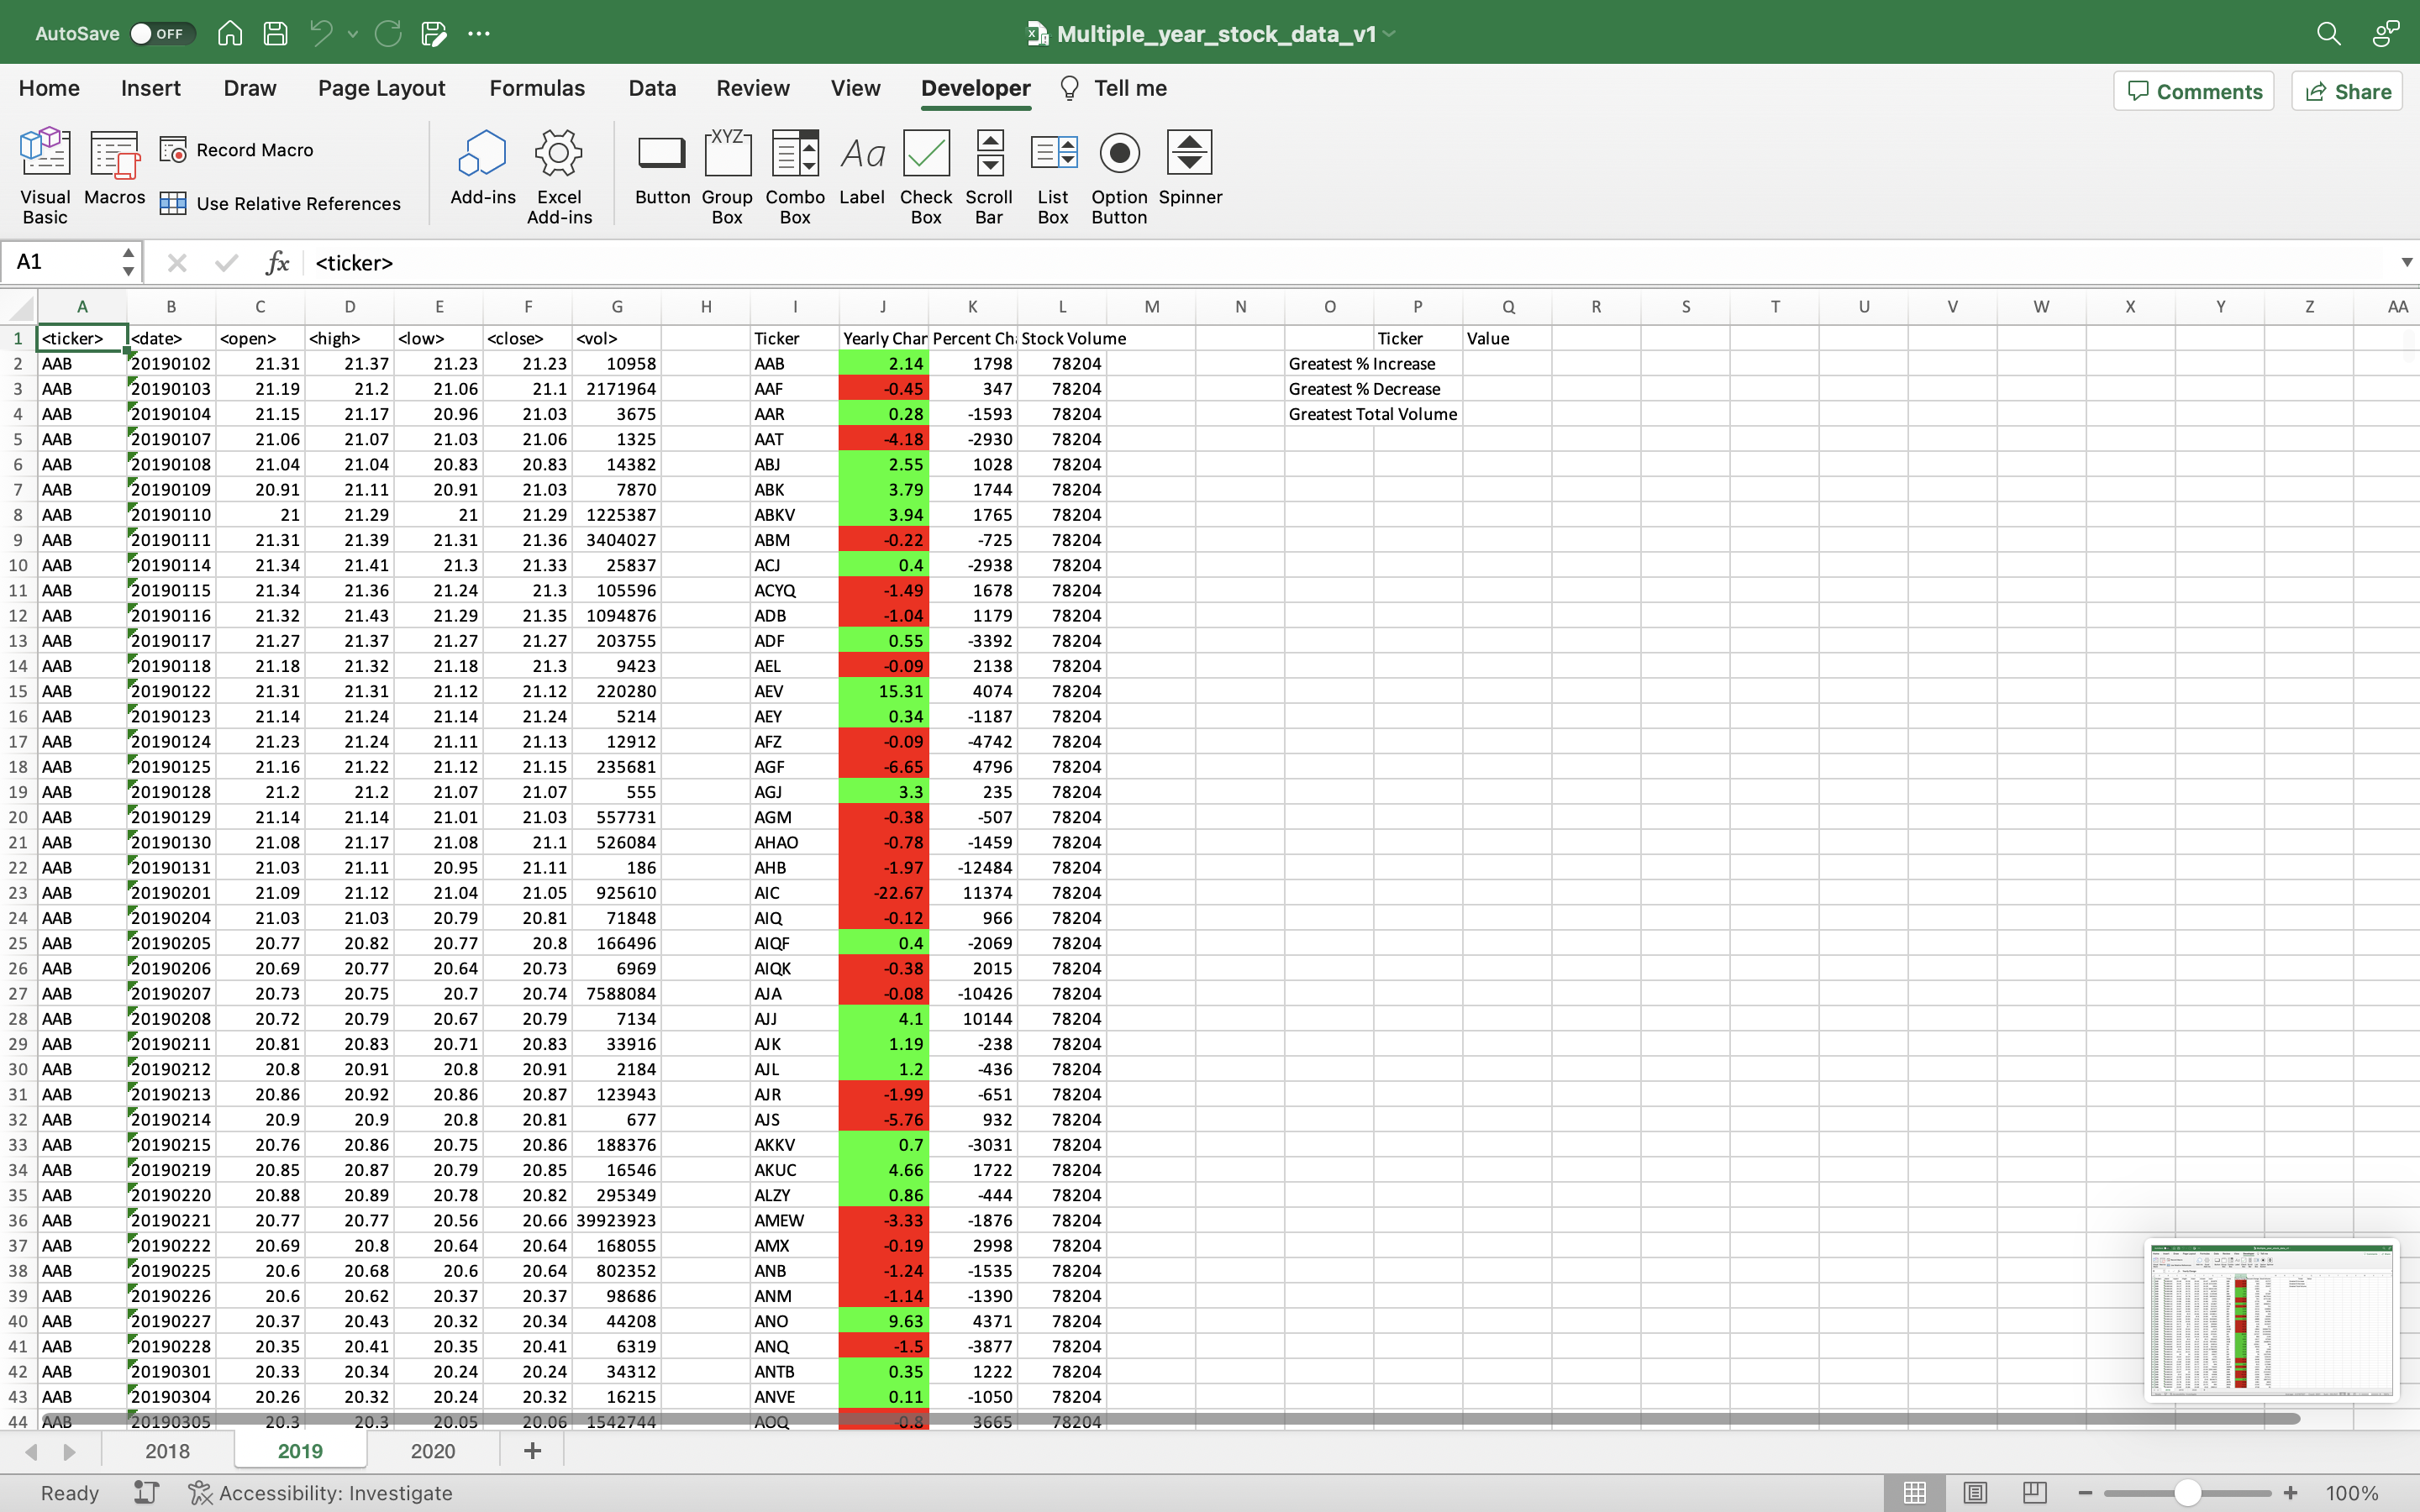 AutoSave OFF Multiple_year_stock_data_v1
Home Insert Draw Page Layout Formulas Data Review View Developer Tell me Comments Share
Visual Basic Macros Record Macro Use Relative References Add-ins Excel Add-ins Button Group Box XYZ Combo Box Aa Label Check Box Scroll Bar List Box Option Button Spinner
A1 fx <ticker>
A B C D E F G H I J K L M N O P Q R S T U V W X Y Z AA
1 <ticker> <date> <open> <high> <low> <close> <vol> Ticker Yearly Char Percent Ch Stock Volume Ticker Value
2 AAB 20190102 21.31 21.37 21.23 21.23 10958 AAB 2.14 1798 78204 Greatest % Increase
3 AAB 20190103 21.19 21.2 21.06 21.1 2171964 AAF -0.45 347 78204 Greatest % Decrease
4 AAB 20190104 21.15 21.17 20.96 21.03 3675 AAR 0.28 -1593 78204 Greatest Total Volume
5 AAB 20190107 21.06 21.07 21.03 21.06 1325 AAT -4.18 -2930 78204
6 AAB 20190108 21.04 21.04 20.83 20.83 14382 ABJ 2.55 1028 78204
7 AAB 20190109 20.91 21.11 20.91 21.03 7870 ABK 3.79 1744 78204
8 AAB 20190110 21 21.29 21 21.29 1225387 ABKV 3.94 1765 78204
9 AAB 20190111 21.31 21.39 21.31 21.36 3404027 ABM -0.22 -725 78204
10 AAB 20190114 21.34 21.41 21.3 21.33 25837 ACJ 0.4 -2938 78204
11 AAB 20190115 21.34 21.36 21.24 21.3 105596 ACYQ -1.49 1678 78204
12 AAB 20190116 21.32 21.43 21.29 21.35 1094876 ADB -1.04 1179 78204
13 AAB 20190117 21.27 21.37 21.27 21.27 203755 ADF 0.55 -3392 78204
14 AAB 20190118 21.18 21.32 21.18 21.3 9423 AEL -0.09 2138 78204
15 AAB 20190122 21.31 21.31 21.12 21.12 220280 AEV 15.31 4074 78204
16 AAB 20190123 21.14 21.24 21.14 21.24 5214 AEY 0.34 -1187 78204
17 AAB 20190124 21.23 21.24 21.11 21.13 12912 AFZ -0.09 -4742 78204
18 AAB 20190125 21.16 21.22 21.12 21.15 235681 AGF -6.65 4796 78204
19 AAB 20190128 21.2 21.2 21.07 21.07 555 AGJ 3.3 235 78204
20 AAB 20190129 21.14 21.14 21.01 21.03 557731 AGM -0.38 -507 78204
21 AAB 20190130 21.08 21.17 21.08 21.1 526084 AHAO -0.78 -1459 78204
22 AAB 20190131 21.03 21.11 20.95 21.11 186 AHB -1.97 -12484 78204
23 AAB 20190201 21.09 21.12 21.04 21.05 925610 AIC -22.67 11374 78204
24 AAB 20190204 21.03 21.03 20.79 20.81 71848 AIQ -0.12 966 78204
25 AAB 20190205 20.77 20.82 20.77 20.8 166496 AIQF 0.4 -2069 78204
26 AAB 20190206 20.69 20.77 20.64 20.73 6969 AIQK -0.38 2015 78204
27 AAB 20190207 20.73 20.75 20.7 20.74 7588084 AJA -0.08 -10426 78204
28 AAB 20190208 20.72 20.79 20.67 20.79 7134 AJJ 4.1 10144 78204
29 AAB 20190211 20.81 20.83 20.71 20.83 33916 AJK 1.19 -238 78204
30 AAB 20190212 20.8 20.91 20.8 20.91 2184 AJL 1.2 -436 78204
31 AAB 20190213 20.86 20.92 20.86 20.87 123943 AJR -1.99 -651 78204
32 AAB 20190214 20.9 20.9 20.8 20.81 677 AJS -5.76 932 78204
33 AAB 20190215 20.76 20.86 20.75 20.86 188376 AKKV 0.7 -3031 78204
34 AAB 20190219 20.85 20.87 20.79 20.85 16546 AKUC 4.66 1722 78204
35 AAB 20190220 20.88 20.89 20.78 20.82 295349 ALZY 0.86 -444 78204
36 AAB 20190221 20.77 20.77 20.56 20.66 39923923 AMEW -3.33 -1876 78204
37 AAB 20190222 20.69 20.8 20.64 20.64 168055 AMX -0.19 2998 78204
38 AAB 20190225 20.6 20.68 20.6 20.64 802352 ANB -1.24 -1535 78204
39 AAB 20190226 20.6 20.62 20.37 20.37 98686 ANM -1.14 -1390 78204
40 AAB 20190227 20.37 20.43 20.32 20.34 44208 ANO 9.63 4371 78204
41 AAB 20190228 20.35 20.41 20.35 20.41 6319 ANQ -1.5 -3877 78204
42 AAB 20190301 20.33 20.34 20.24 20.24 34312 ANTB 0.35 1222 78204
43 AAB 20190304 20.26 20.32 20.24 20.32 16215 ANVE 0.11 -1050 78204
44 AAB 20190305 20.3 20.3 20.05 20.06 1542744 AOQ -0.8 3665 78204
2018 2019 2020 +
Ready Accessibility: Investigate 100%